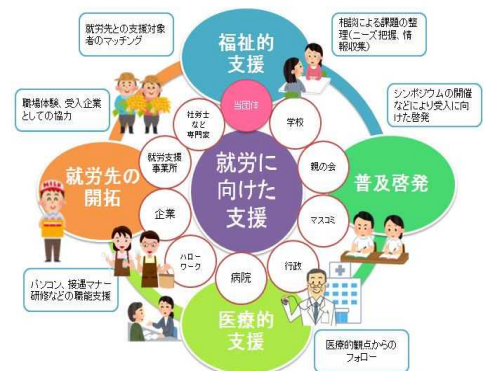 就労先との支援対象
者のマッチング
福祉的
支援
相談による課題の整
理(ニーズ把握、情
報収集)
シンポジウムの開催
などにより受入に向
けた啓発
職場体験、受入企業
としての協力
当団体
社労士
など
専門家
学校
就労支援
事業所
親の会
就労先の
開拓
就労に
向けた
支援
普及啓発
企業
マスコミ
ハロー
ワーク
病院
行政
MILK
パソコン、接遇マナー
研修などの職能支援
医療的
支援
医療的観点からの
フォロー